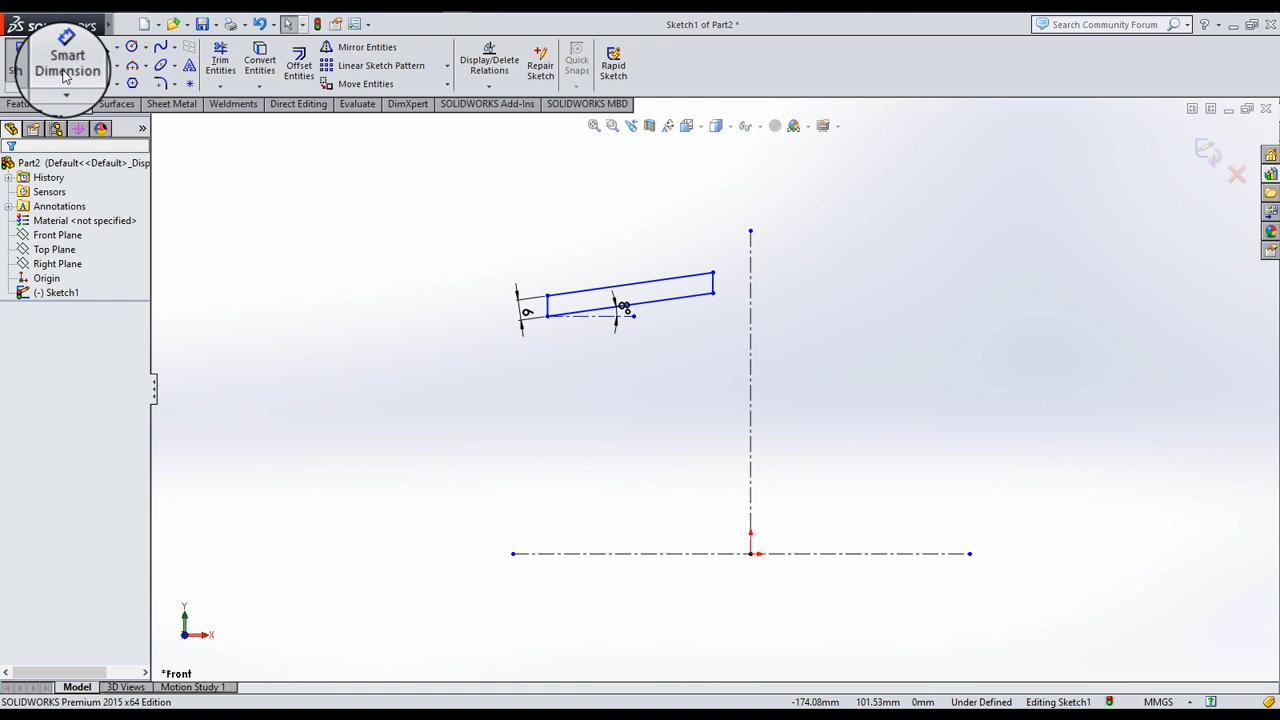 SOLIDWORKS
Sketch1 of Part2 *
Search Community Forum
Smart
Dimension
Trim
Entities
Convert
Entities
Offset
Entities
Mirror Entities
Linear Sketch Pattern
Move Entities
Display/Delete
Relations
Repair
Sketch
Quick
Snaps
Rapid
Sketch
Surfaces
Sheet Metal
Weldments
Direct Editing
Evaluate
DimXpert
SOLIDWORKS Add-Ins
SOLIDWORKS MBD
Part2 (Default<<Default>_Disp
History
Sensors
Annotations
Material <not specified>
Front Plane
Top Plane
Right Plane
Origin
(-) Sketch1
6
8°
Y
X
*Front
Model
3D Views
Motion Study 1
SOLIDWORKS Premium 2015 x64 Edition
-174.08mm
101.53mm
0mm
Under Defined
Editing Sketch1
MMGS